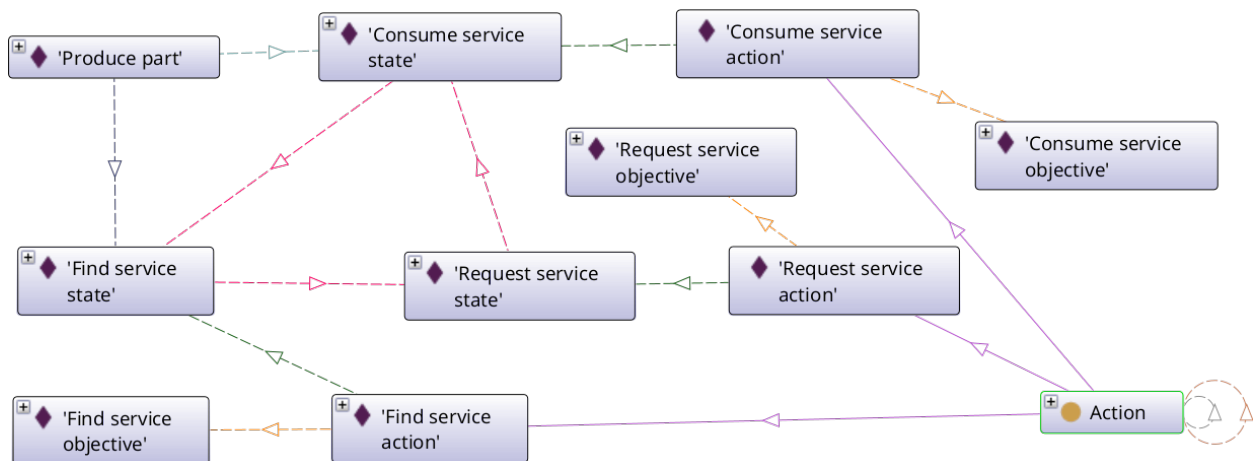 'Produce part'
'Consume service
state'
'Consume service
action'
'Consume service
objective'
'Request service
objective'
'Find service
state'
'Request service
state'
'Request service
action'
'Find service
objective'
'Find service
action'
Action